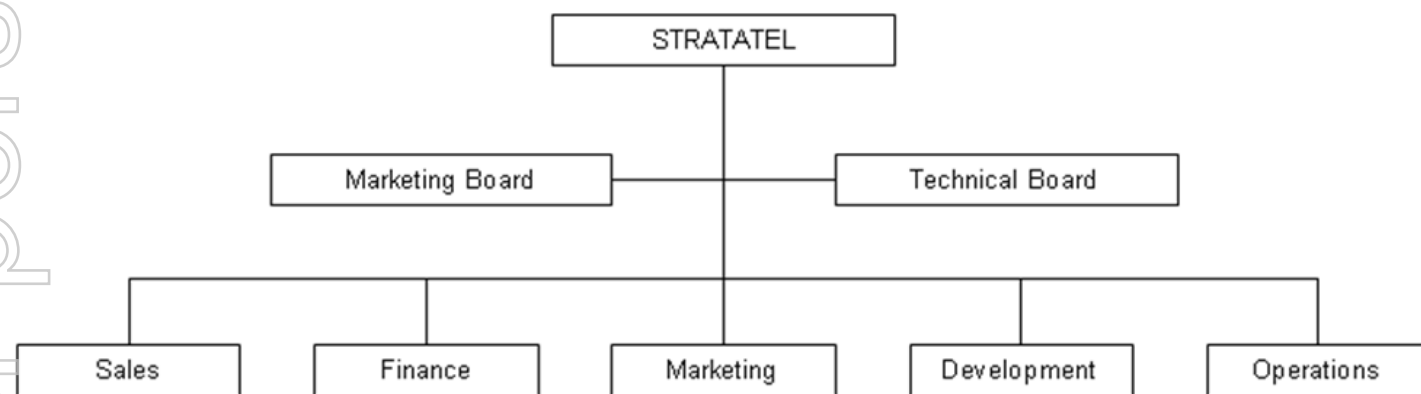 STRATATEL
Marketing Board
Technical Board
Sales
Finance
Marketing
Development
Operations